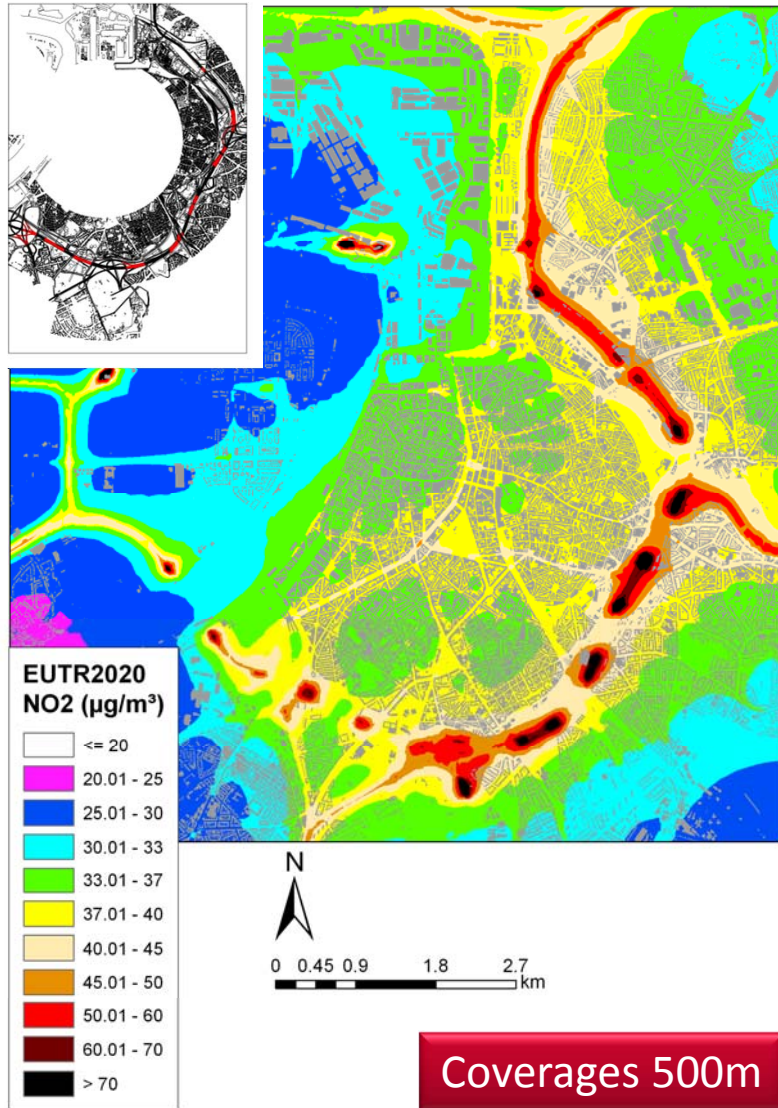 EUTR2020
NO2 (µg/m³)
<= 20
20.01 - 25
25.01 - 30
30.01 - 33
33.01 - 37
37.01 - 40
40.01 - 45
45.01 - 50
50.01 - 60
60.01 - 70
> 70
N
0 0.45 0.9 1.8 2.7
km
Coverages 500m